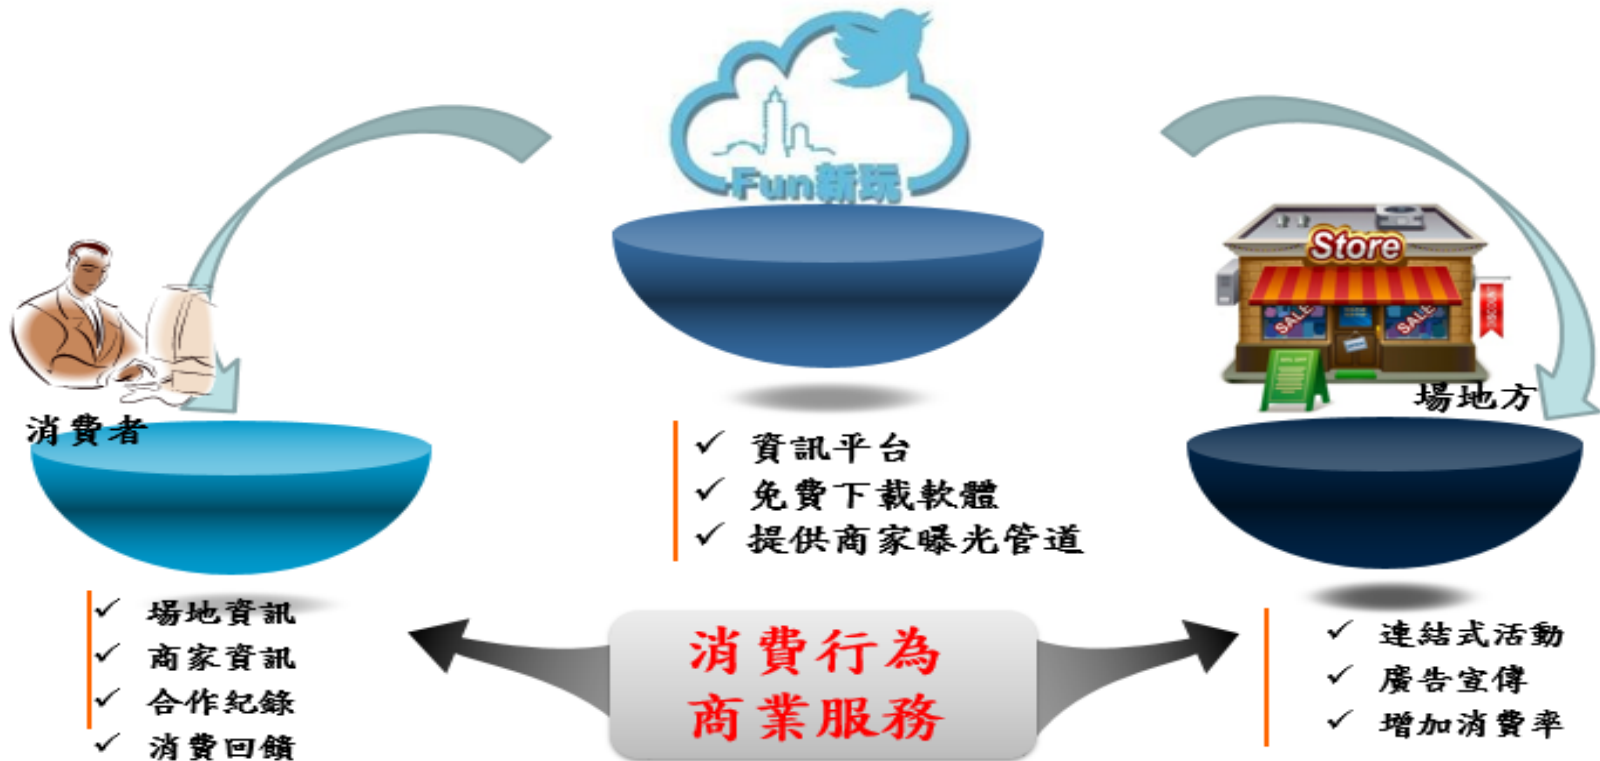 Fun新玩
Store
SALE
SALE
消費者
場地方
資訊平台
免費下載軟體
提供商家曝光管道
場地資訊
商家資訊
合作紀錄
消費回饋
消費行為
商業服務
連結式活動
廣告宣傳
增加消費率